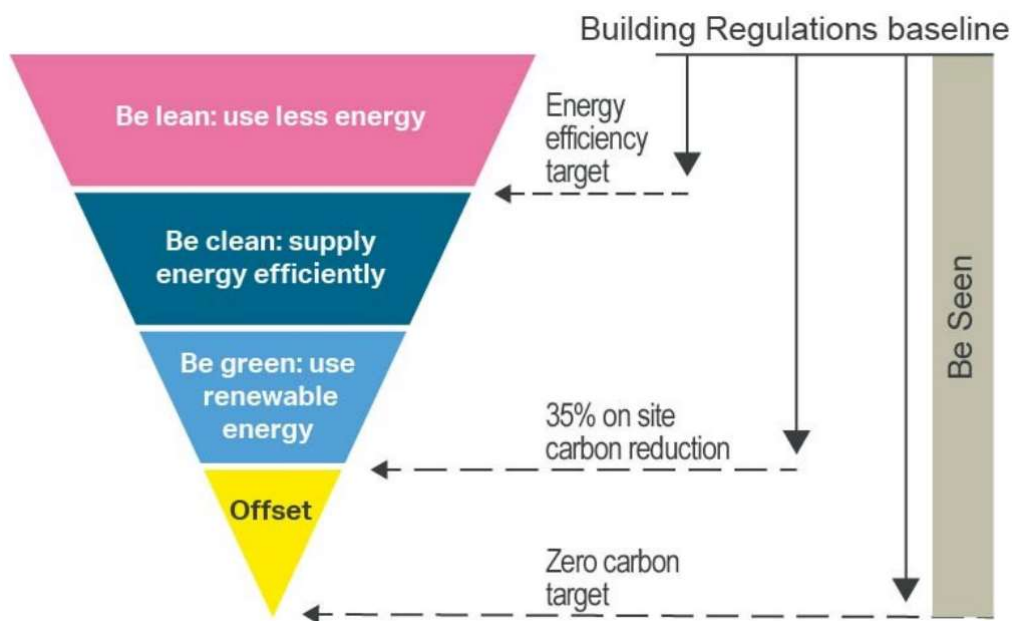 Building Regulations baseline
Be lean: use less energy
Energy
efficiency
target
Be clean: supply
energy efficiently
Be green: use
renewable
energy
35% on site
carbon reduction
Offset
Zero carbon
target
Be Seen